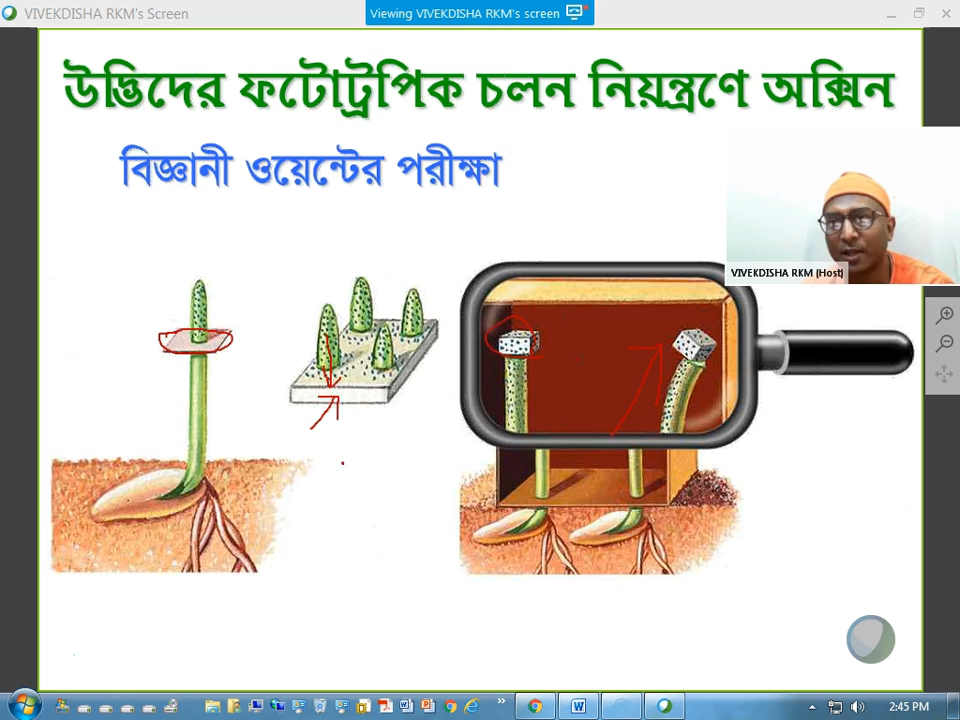 VIVEKDISHA RKM's Screen
Viewing VIVEKDISHA RKM's screen
উদ্ভিদের ফটোট্রপিক চলন নিয়ন্ত্রণে অক্সিন
বিজ্ঞানী ওয়েন্টের পরীক্ষা
VIVEKDISHA RKM (Host)
2:45 PM